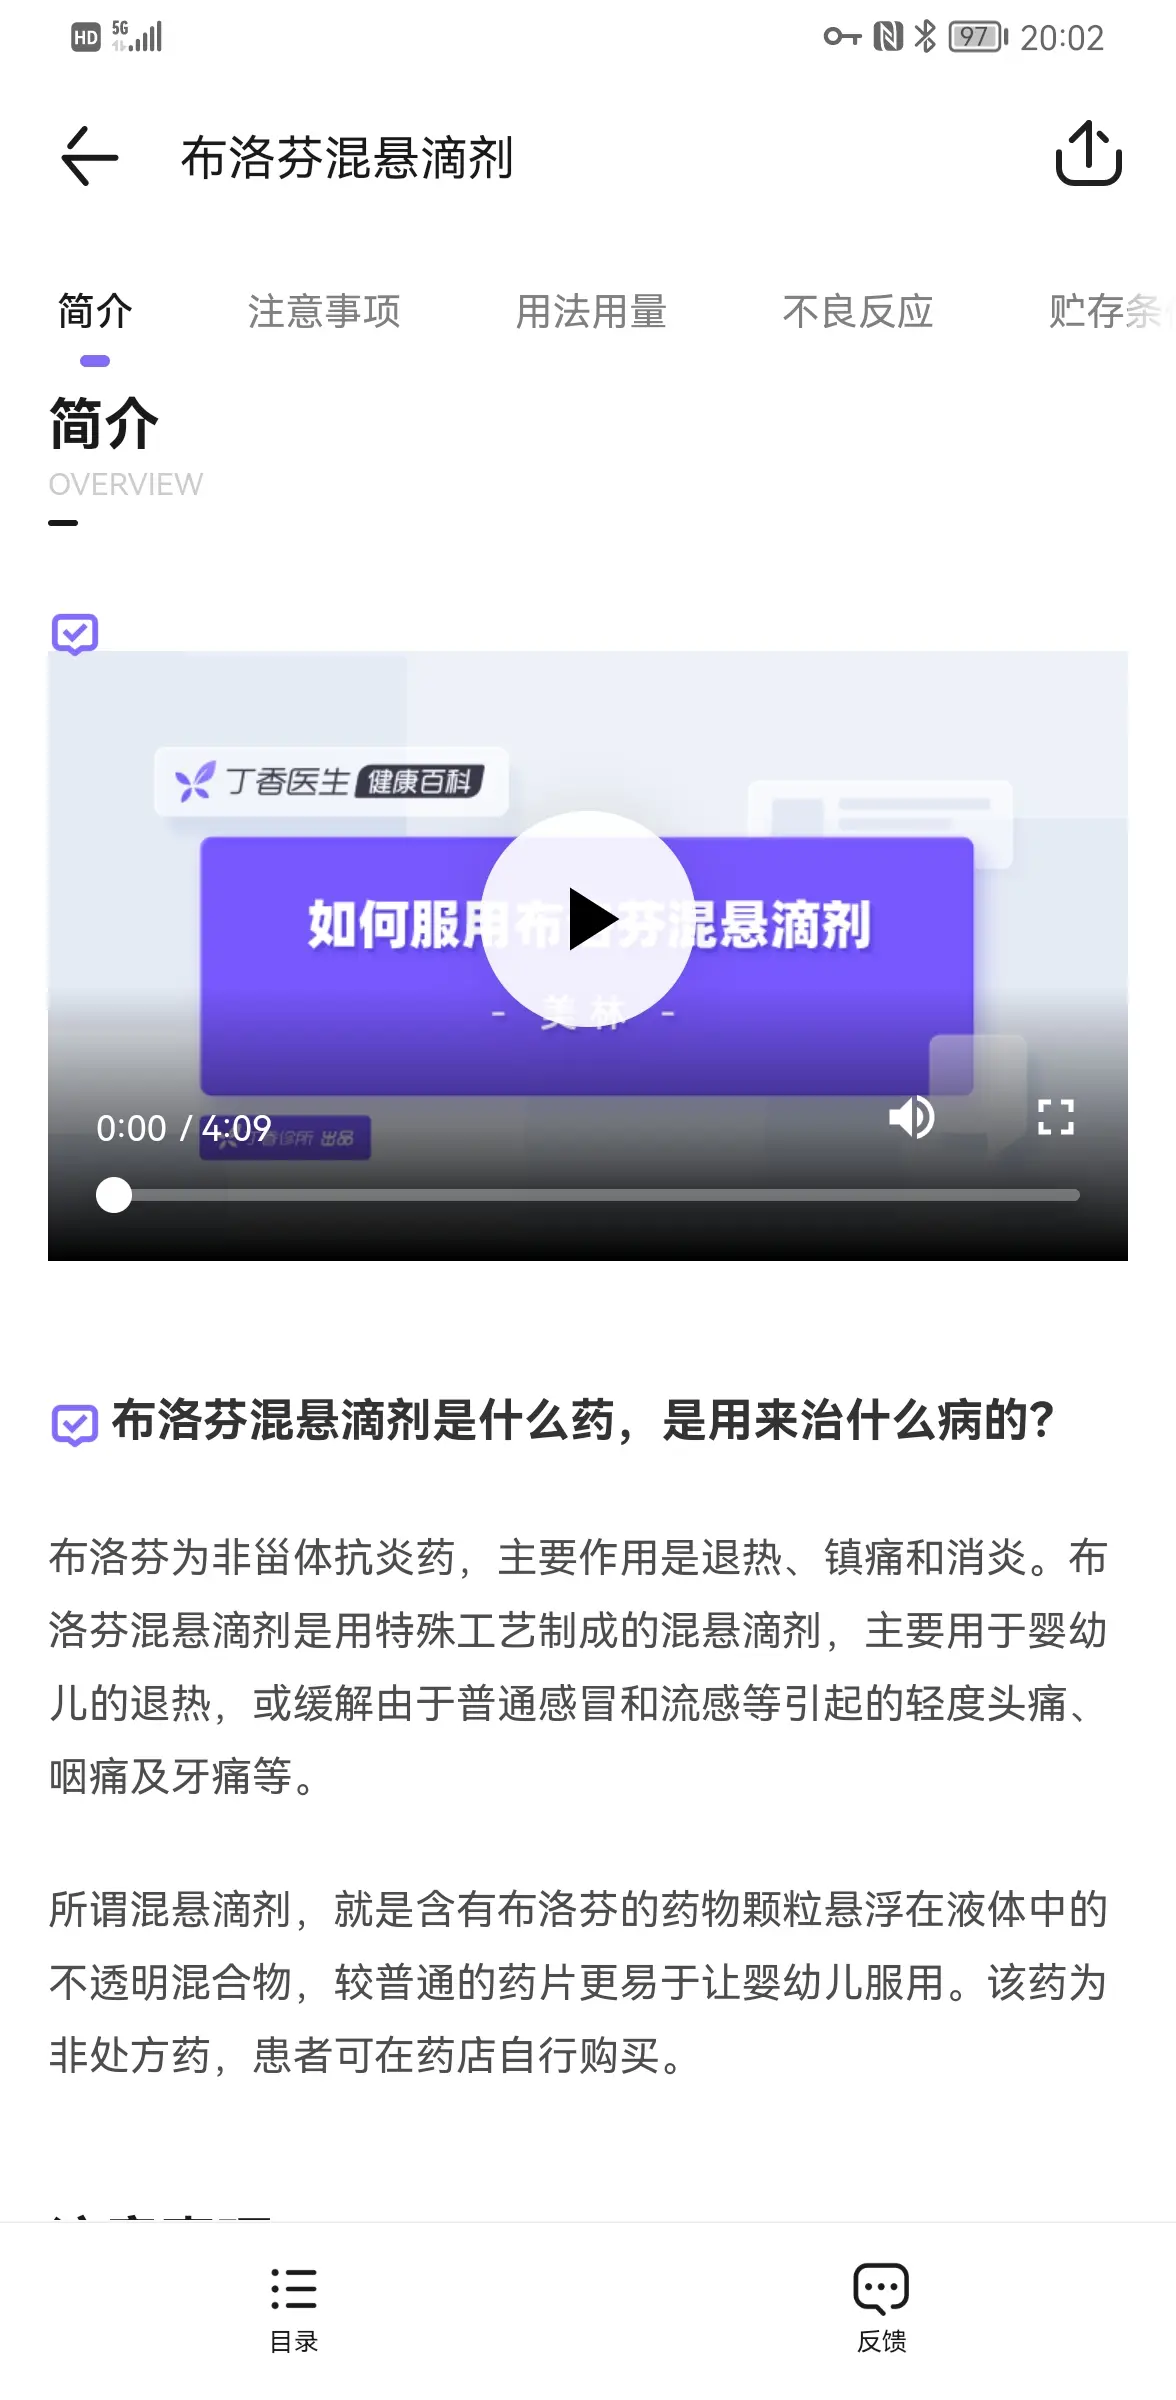 HD 5G 97 20:02
布洛芬混悬滴剂
简介 注意事项 用法用量 不良反应 贮存条
简介
OVERVIEW
丁香医生 健康百科
如何服用布洛芬混悬滴剂
- 美林 -
0:00 / 4:09
丁香诊所 出品
布洛芬混悬滴剂是什么药，是用来治什么病的？
布洛芬为非甾体抗炎药，主要作用是退热、镇痛和消炎。布
洛芬混悬滴剂是用特殊工艺制成的混悬滴剂，主要用于婴幼
儿的退热，或缓解由于普通感冒和流感等引起的轻度头痛、
咽痛及牙痛等。
所谓混悬滴剂，就是含有布洛芬的药物颗粒悬浮在液体中的
不透明混合物，较普通的药片更易于让婴幼儿服用。该药为
非处方药，患者可在药店自行购买。
目录 反馈